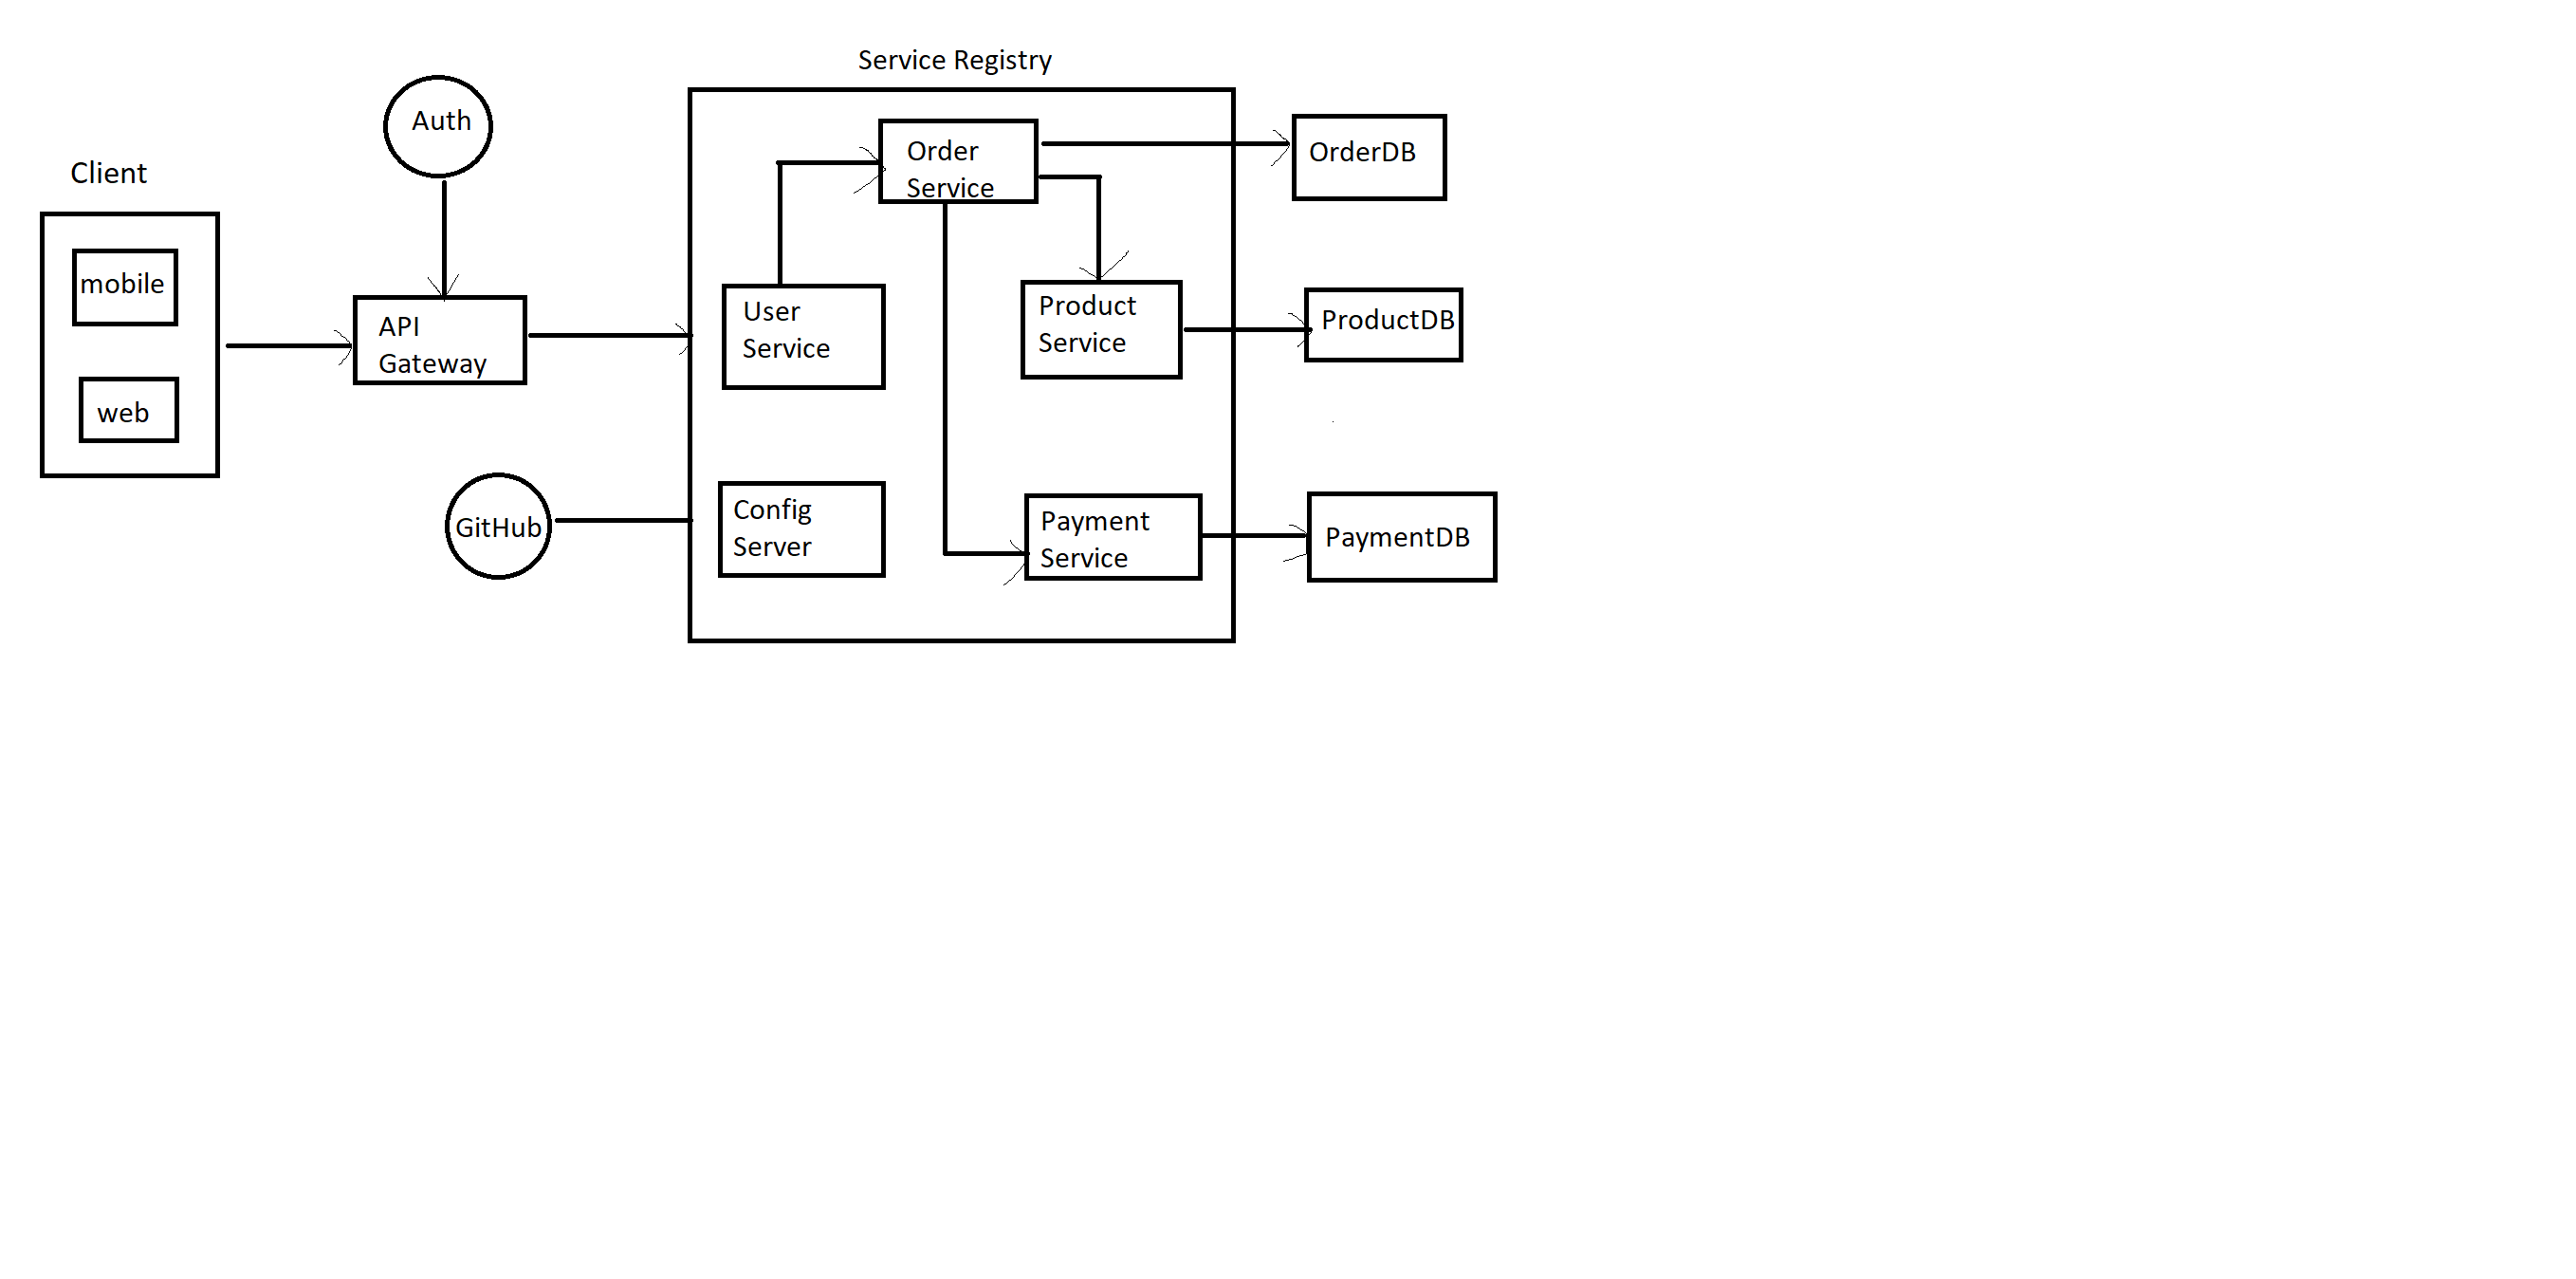 Service Registry
Auth
Client
mobile
web
API
Gateway
GitHub
Order
Service
User
Service
Product
Service
Config
Server
Payment
Service
OrderDB
ProductDB
PaymentDB